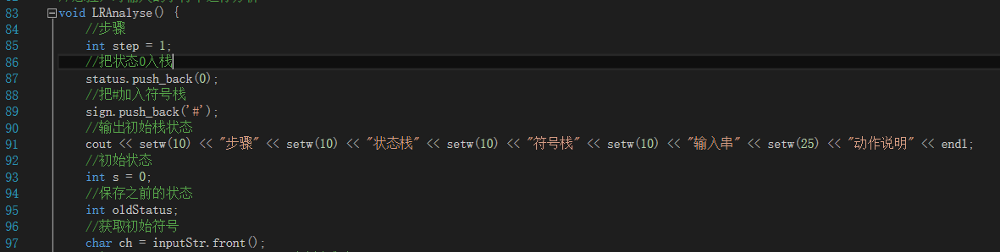 83 void LRAnalyse() {
84 //步骤
85 int step = 1;
86 //把状态0入栈
87 status.push_back(0);
88 //把#加入符号栈
89 sign.push_back('#');
90 //输出初始栈状态
91 cout << setw(10) << "步骤" << setw(10) << "状态栈" << setw(10) << "符号栈" << setw(10) << "输入串" << setw(25) << "动作说明" << endl;
92 //初始状态
93 int s = 0;
94 //保存之前的状态
95 int oldStatus;
96 //获取初始符号
97 char ch = inputStr.front();